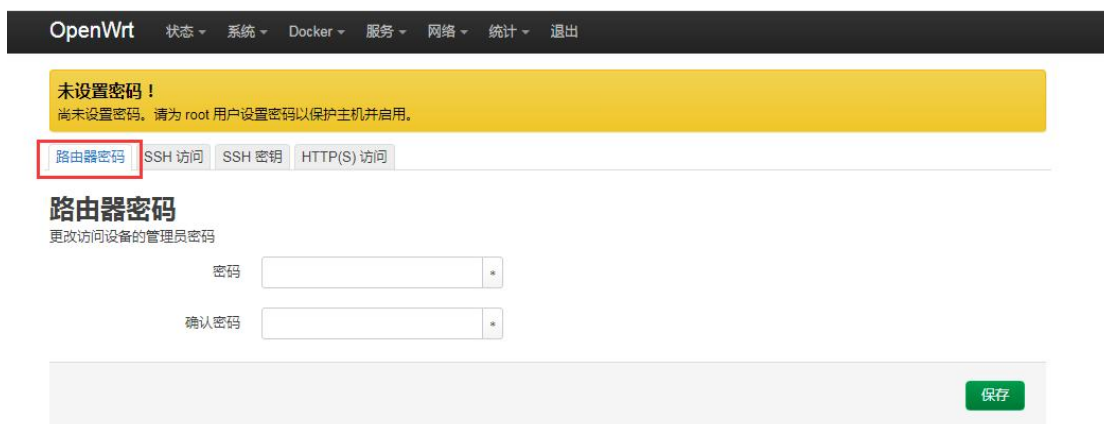 OpenWrt 状态 系统 Docker 服务 网络 统计 退出
未设置密码！
尚未设置密码。请为 root 用户设置密码以保护主机并启用。
路由器密码 SSH 访问 SSH 密钥 HTTP(S) 访问
路由器密码
更改访问设备的管理员密码
密码 *
确认密码 *
保存